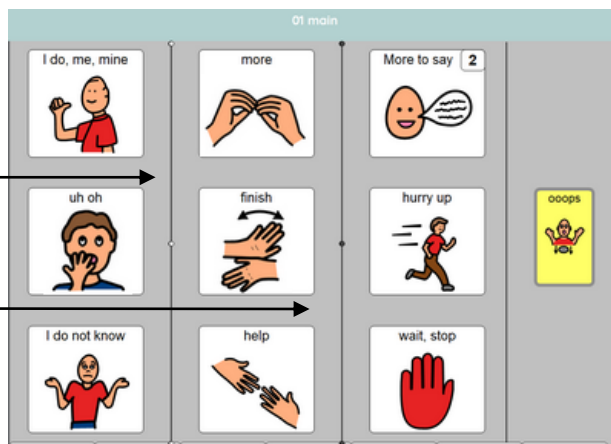 01 main
I do, me, mine
more
More to say 2
uh oh
finish
hurry up
ooops
I do not know
help
wait, stop